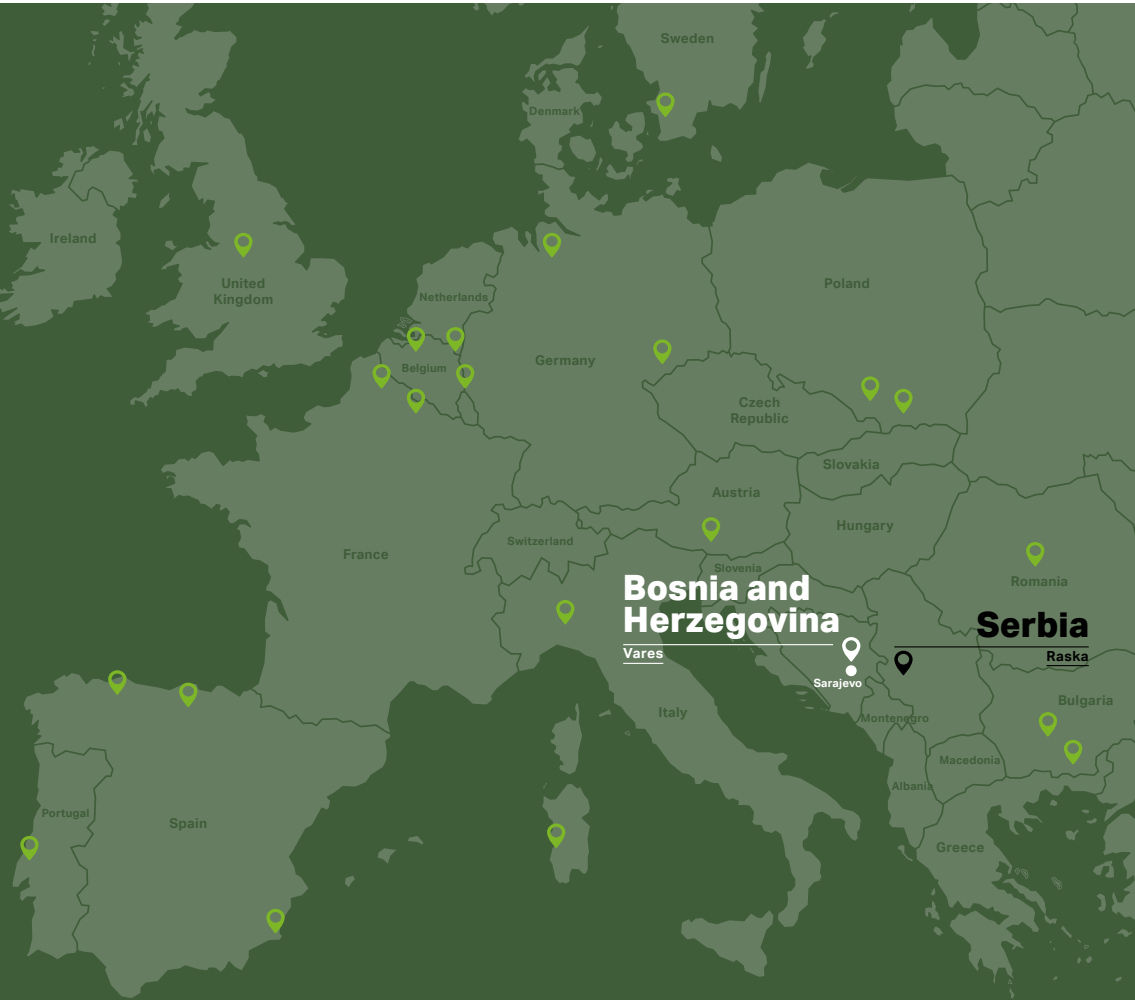 Sweden
Denmark
Ireland
United
Kingdom
Netherlands
Poland
Belgium
Germany
Czech
Republic
Slovakia
Austria
Hungary
Switzerland
France
Slovenia
Romania
Bosnia and
Herzegovina
Vares
Sarajevo
Serbia
Raska
Bulgaria
Italy
Montenegro
Macedonia
Albania
Portugal
Spain
Greece